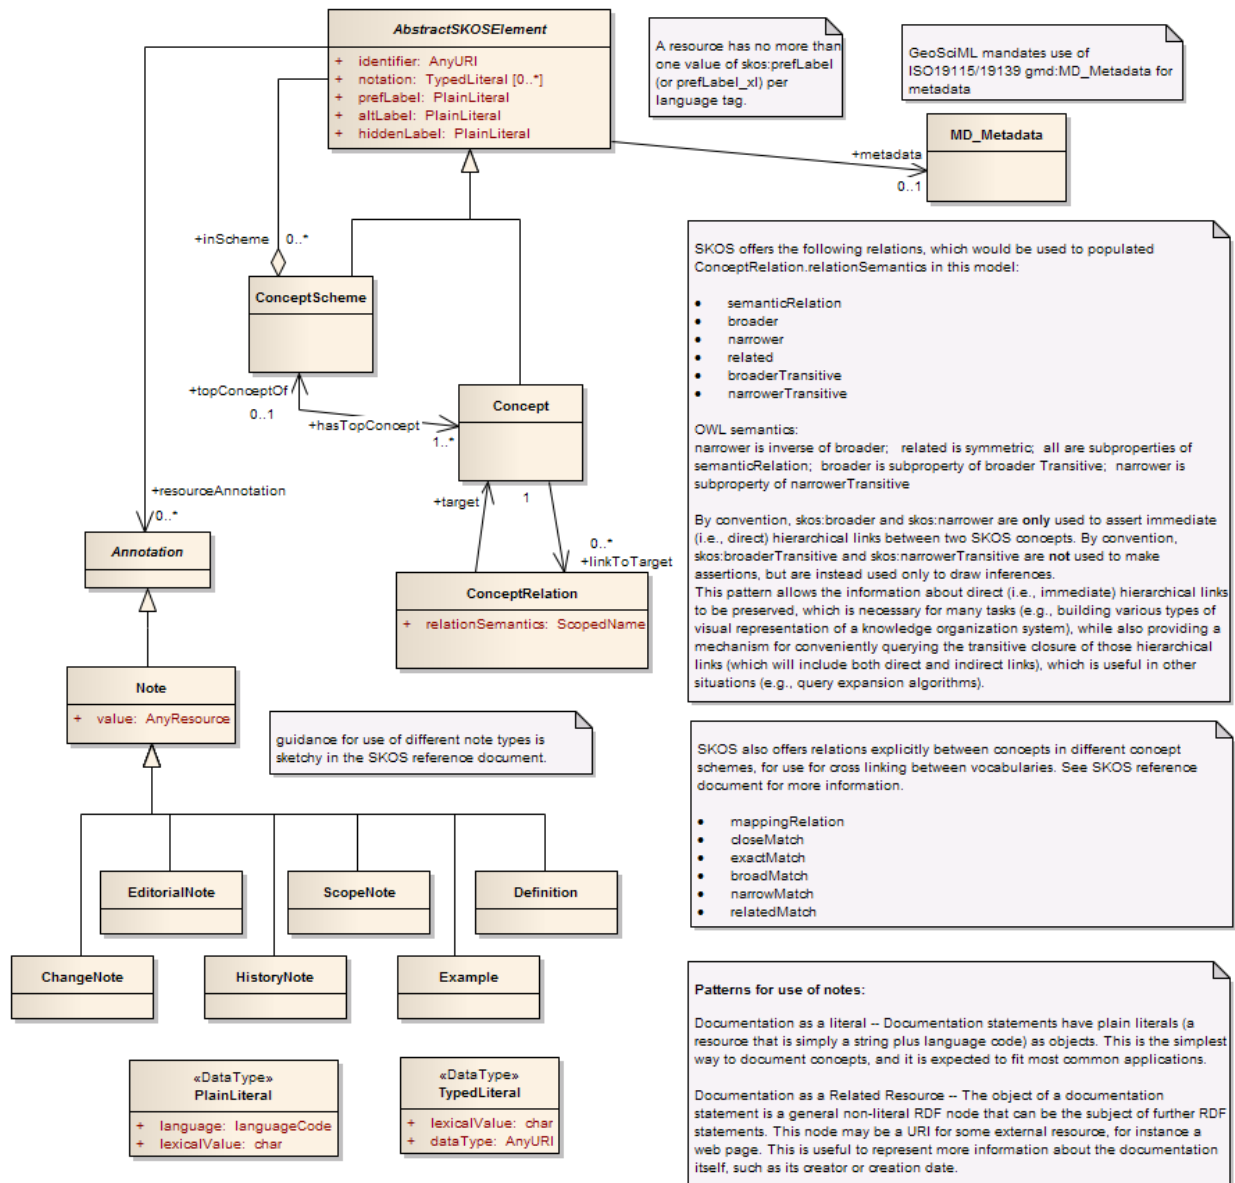 AbstractSKOSElement
+ identifier: AnyURI
+ notation: TypedLiteral [0..*]
+ prefLabel: PlainLiteral
+ altLabel: PlainLiteral
+ hiddenLabel: PlainLiteral
A resource has no more than
one value of skos:prefLabel
(or prefLabel_xl) per
language tag.
GeoSciML mandates use of
ISO19115/19139 gmd:MD_Metadata for
metadata
MD_Metadata
+metadata
0..1
+inScheme 0..*
ConceptScheme
+topConceptOf
0..1
+hasTopConcept
1..*
Concept
+target
1
0..*
+linkToTarget
ConceptRelation
+ relationSemantics: ScopedName
+resourceAnnotation
0..*
Annotation
Note
+ value: AnyResource
guidance for use of different note types is
sketchy in the SKOS reference document.
EditorialNote
ScopeNote
Definition
ChangeNote
HistoryNote
Example
«DataType»
PlainLiteral
+ language: languageCode
+ lexicalValue: char
«DataType»
TypedLiteral
+ lexicalValue: char
+ dataType: AnyURI
SKOS offers the following relations, which would be used to populated
ConceptRelation.relationSemantics in this model:
• semanticRelation
• broader
• narrower
• related
• broaderTransitive
• narrowerTransitive
OWL semantics:
narrower is inverse of broader; related is symmetric; all are subproperties of
semanticRelation; broader is subproperty of broader Transitive; narrower is
subproperty of narrowerTransitive
By convention, skos:broader and skos:narrower are only used to assert immediate
(i.e., direct) hierarchical links between two SKOS concepts. By convention,
skos:broaderTransitive and skos:narrowerTransitive are not used to make
assertions, but are instead used only to draw inferences.
This pattern allows the information about direct (i.e., immediate) hierarchical links
to be preserved, which is necessary for many tasks (e.g., building various types of
visual representation of a knowledge organization system), while also providing a
mechanism for conveniently querying the transitive closure of those hierarchical
links (which will include both direct and indirect links), which is useful in other
situations (e.g., query expansion algorithms).
SKOS also offers relations explicitly between concepts in different concept
schemes, for use for cross linking between vocabularies. See SKOS reference
document for more information.
• mappingRelation
• closeMatch
• exactMatch
• broadMatch
• narrowMatch
• relatedMatch
Patterns for use of notes:
Documentation as a literal -- Documentation statements have plain literals (a
resource that is simply a string plus language code) as objects. This is the simplest
way to document concepts, and it is expected to fit most common applications.
Documentation as a Related Resource -- The object of a documentation
statement is a general non-literal RDF node that can be the subject of further RDF
statements. This node may be a URI for some external resource, for instance a
web page. This is useful to represent more information about the documentation
itself, such as its creator or creation date.